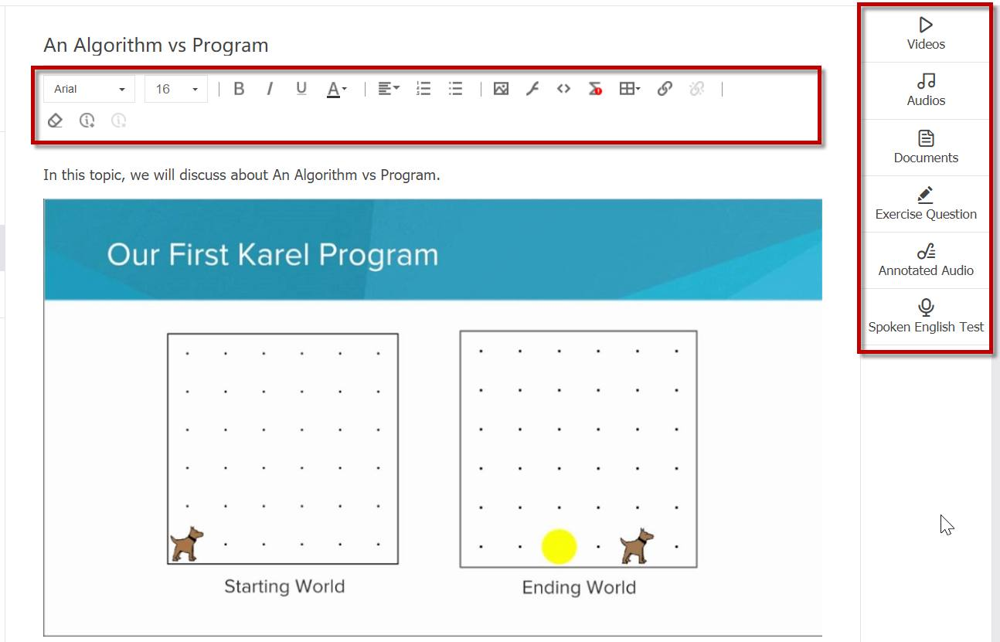 An Algorithm vs Program
Arial 16 B I U A
In this topic, we will discuss about An Algorithm vs Program.
Our First Karel Program
Starting World
Ending World
Videos
Audios
Documents
Exercise Question
Annotated Audio
Spoken English Test